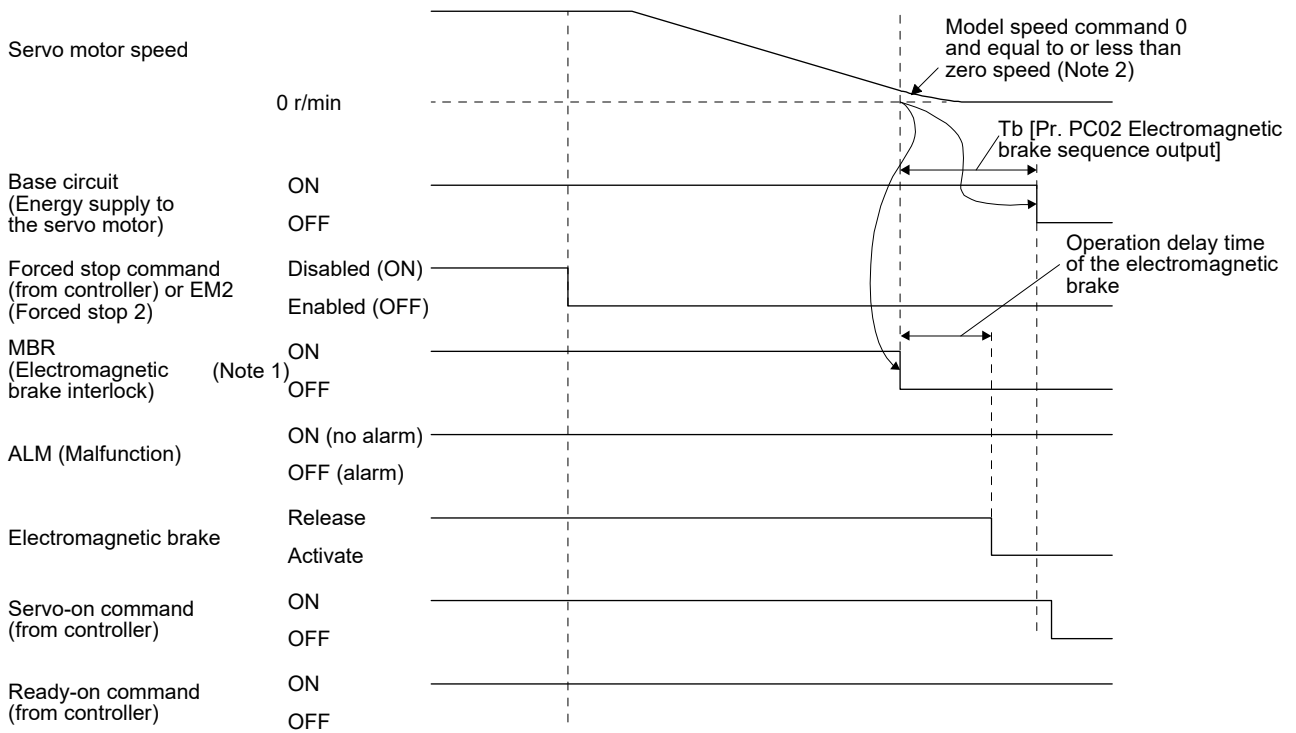 Model speed command 0
and equal to or less than
zero speed (Note 2)
Servo motor speed
0 r/min
Tb [Pr. PC02 Electromagnetic
brake sequence output]
Base circuit
(Energy supply to
the servo motor)
ON
OFF
Operation delay time
of the electromagnetic
brake
Forced stop command
(from controller) or EM2
(Forced stop 2)
Disabled (ON)
Enabled (OFF)
MBR
(Electromagnetic
brake interlock)
(Note 1)
ON
OFF
ALM (Malfunction)
ON (no alarm)
OFF (alarm)
Electromagnetic brake
Release
Activate
Servo-on command
(from controller)
ON
OFF
Ready-on command
(from controller)
ON
OFF